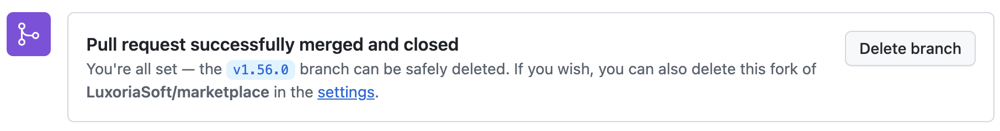 Pull request successfully merged and closed
You're all set — the v1.56.0 branch can be safely deleted. If you wish, you can also delete this fork of
LuxoriaSoft/marketplace in the settings.
Delete branch